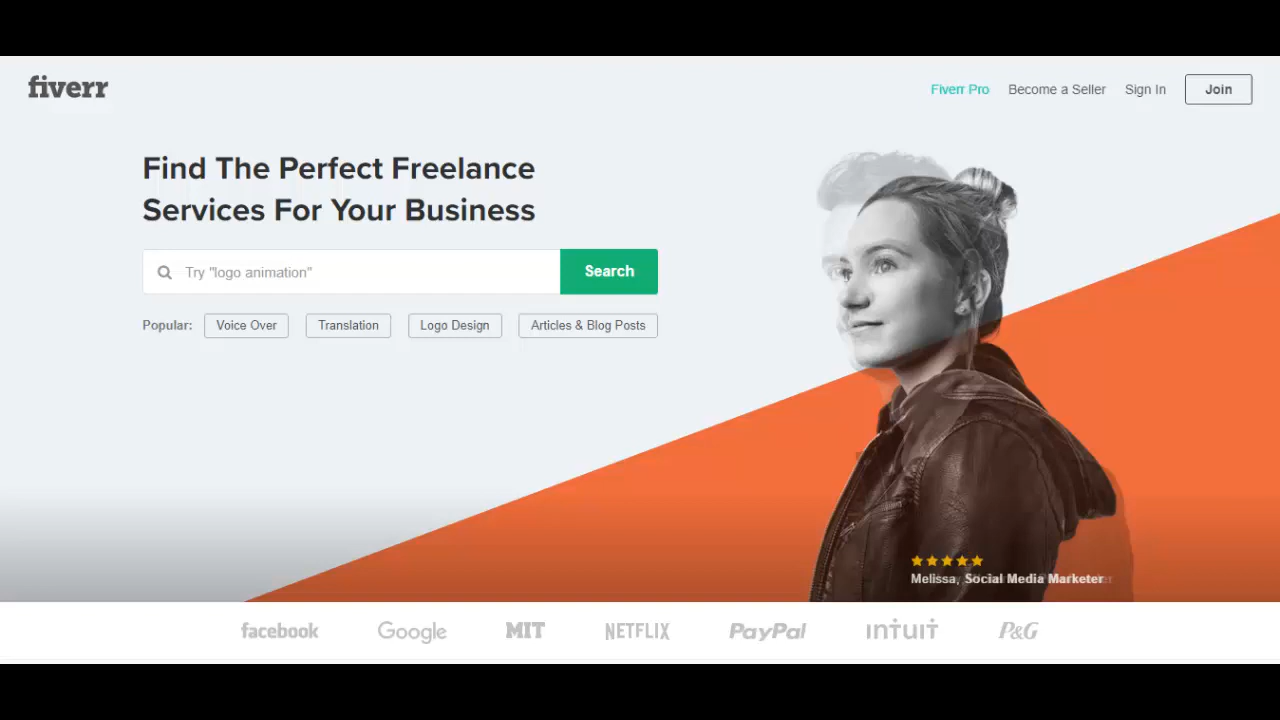 fiverr
Fiverr Pro Become a Seller Sign In Join
Find The Perfect Freelance
Services For Your Business
Try "logo animation" Search
Popular: Voice Over Translation Logo Design Articles & Blog Posts
Melissa, Social Media Marketer
facebook Google MIT NETFLIX PayPal intuit P&G